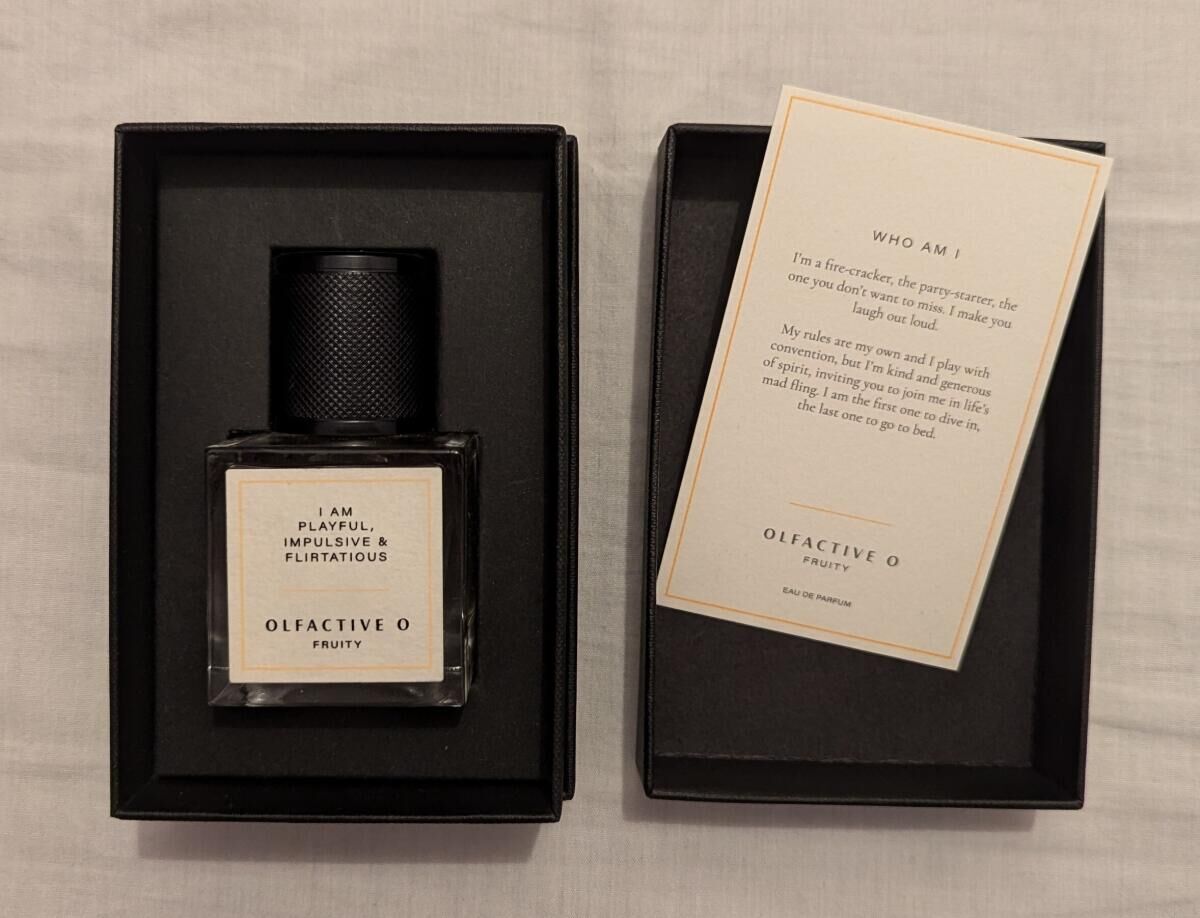 I AM
PLAYFUL,
IMPULSIVE &
FLIRTATIOUS
OLFACTIVE O
FRUITY
WHO AM I
I'm a fire-cracker, the party-starter, the
one you don't want to miss. I make you
laugh out loud.
My rules are my own and I play with
convention, but I'm kind and generous
of spirit, inviting you to join me in life's
mad fling. I am the first one to dive in,
the last one to go to bed.
OLFACTIVE O
FRUITY
EAU DE PARFUM